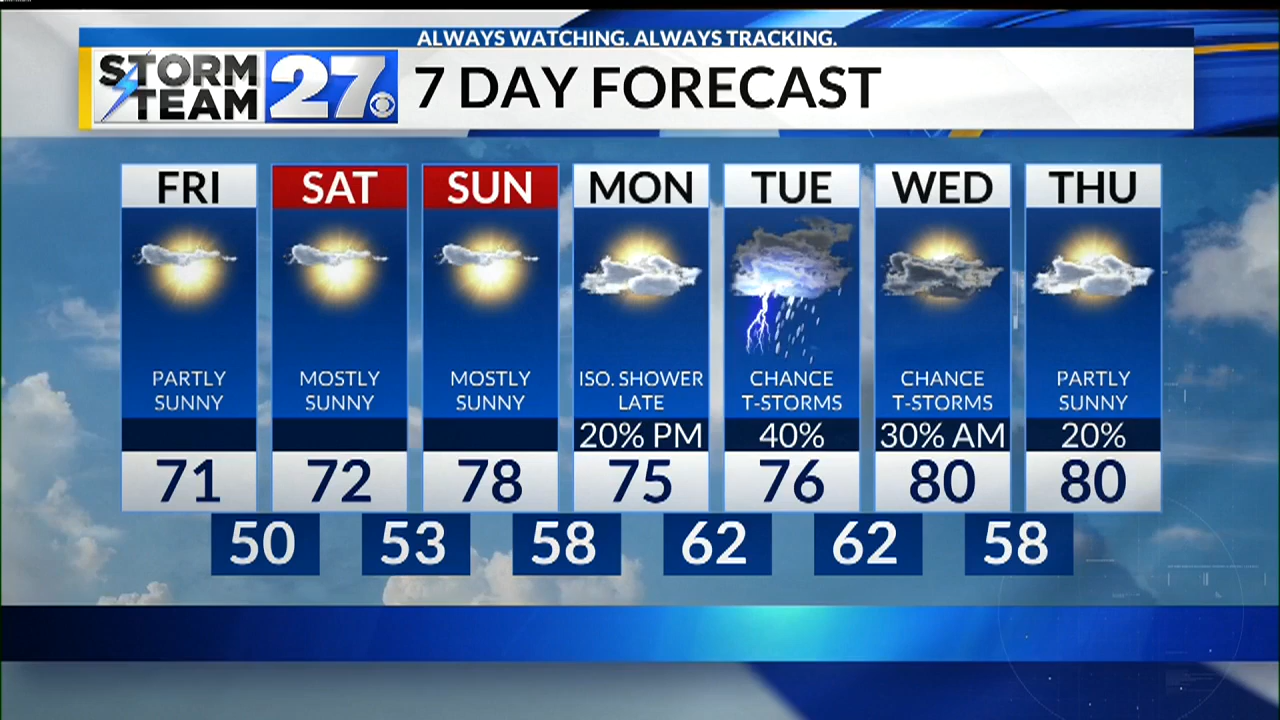 ALWAYS WATCHING. ALWAYS TRACKING.
STORM
TEAM
27
7 DAY FORECAST
FRI
SAT
SUN
MON
TUE
WED
THU
PARTLY
SUNNY
MOSTLY
SUNNY
MOSTLY
SUNNY
ISO. SHOWER
LATE
CHANCE
T-STORMS
CHANCE
T-STORMS
PARTLY
SUNNY
20% PM
40%
30% AM
20%
71
72
78
75
76
80
80
50
53
58
62
62
58